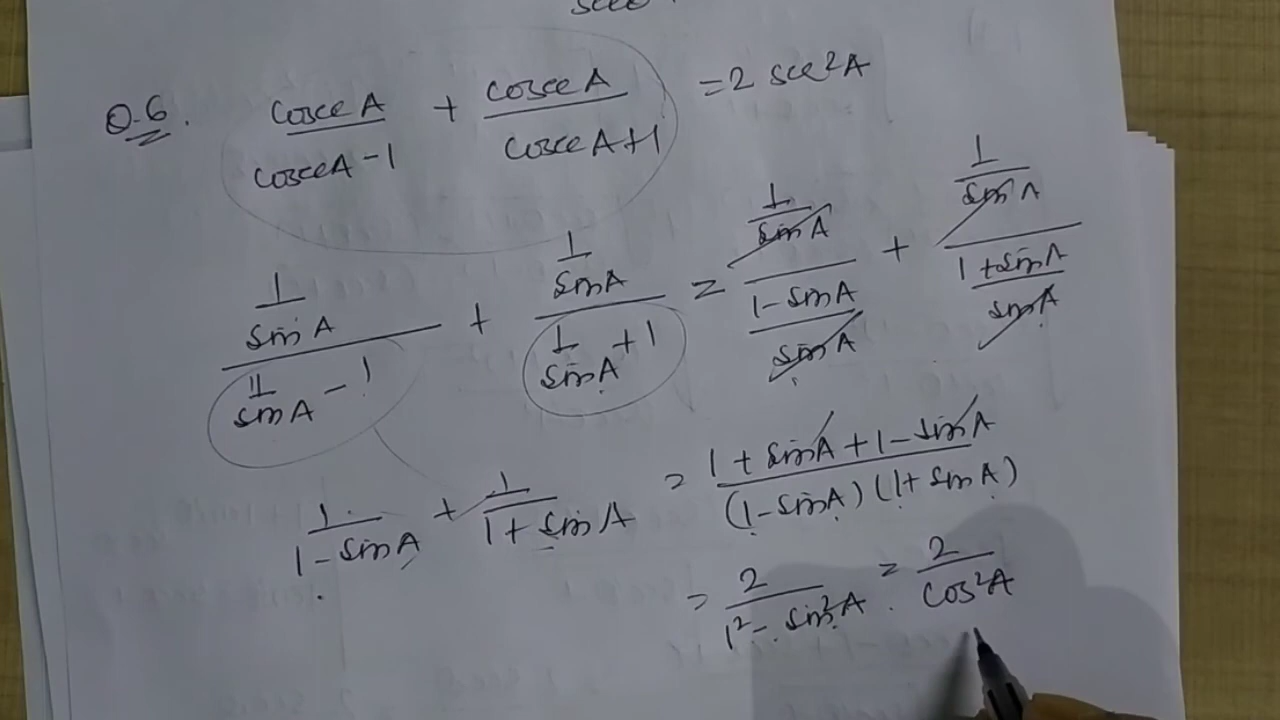 Q.6. cosecA/(cosecA-1) + cosecA/(cosecA+1) = 2 sec²A
(1/sinA)/(1/sinA - 1) + (1/sinA)/(1/sinA + 1) = (1/sinA)/((1-sinA)/sinA) + (1/sinA)/((1+sinA)/sinA)
1/(1-sinA) + 1/(1+sinA) = (1+sinA+1-sinA)/((1-sinA)(1+sinA))
= 2/(1²-sin²A) = 2/cos²A